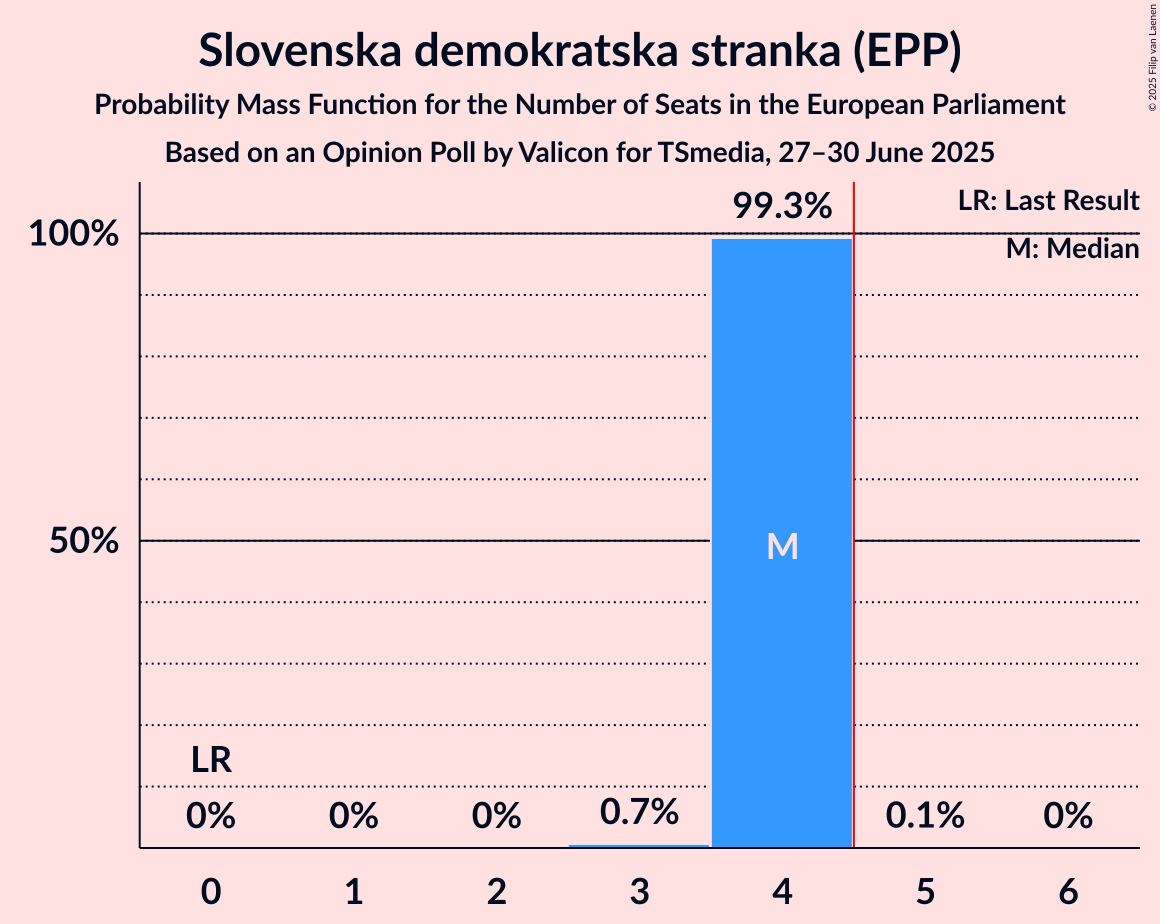 Slovenska demokratska stranka (EPP)
Probability Mass Function for the Number of Seats in the European Parliament
Based on an Opinion Poll by Valicon for TSmedia, 27–30 June 2025
© 2025 Filip van Laenen
LR: Last Result
M: Median
100%
50%
99.3%
M
LR
0%
0%
0%
0.7%
0.1%
0%
0
1
2
3
4
5
6